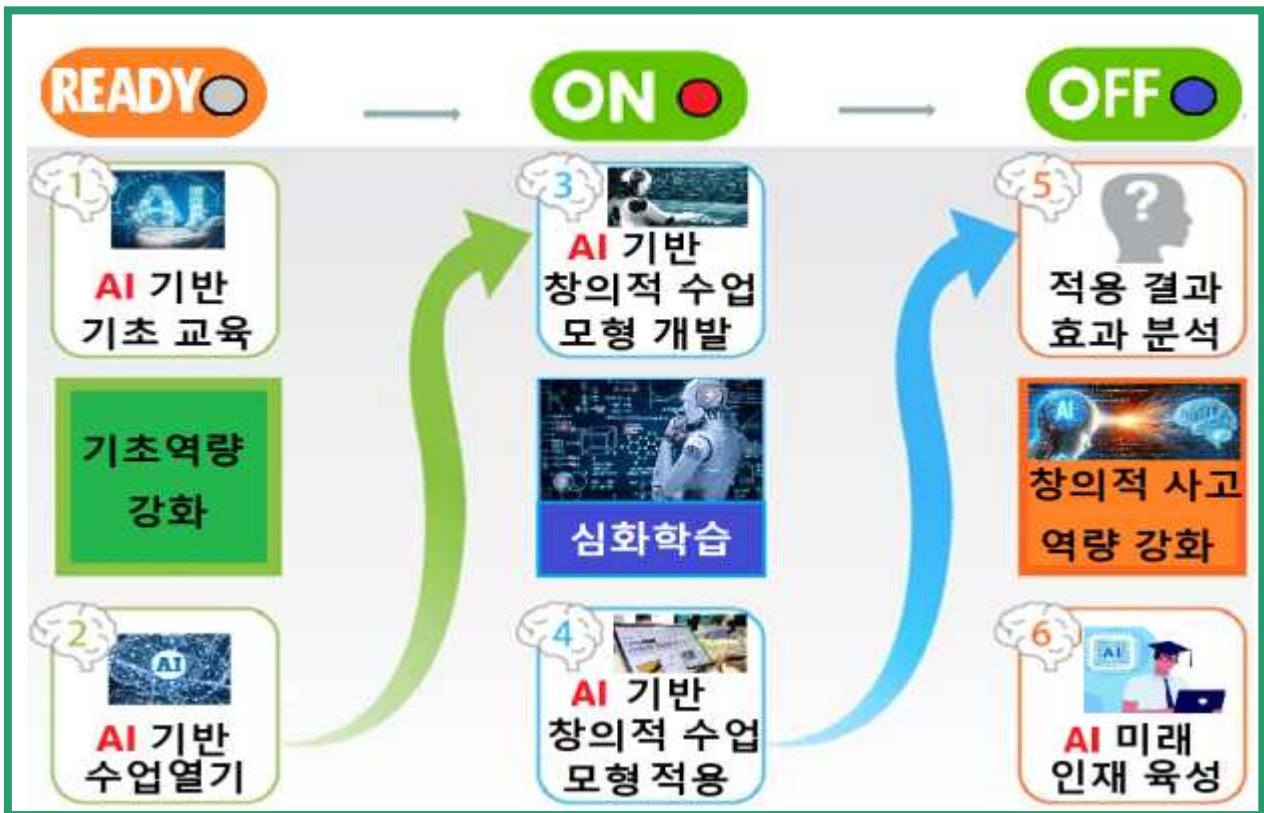 READY
ON
OFF
1
AI
AI 기반
기초 교육
기초역량
강화
2
AI
AI 기반
수업열기
3
AI 기반
창의적 수업
모형 개발
심화학습
4
AI 기반
창의적 수업
모형 적용
5
?
적용 결과
효과 분석
AI
창의적 사고
역량 강화
6
AI
AI 미래
인재 육성